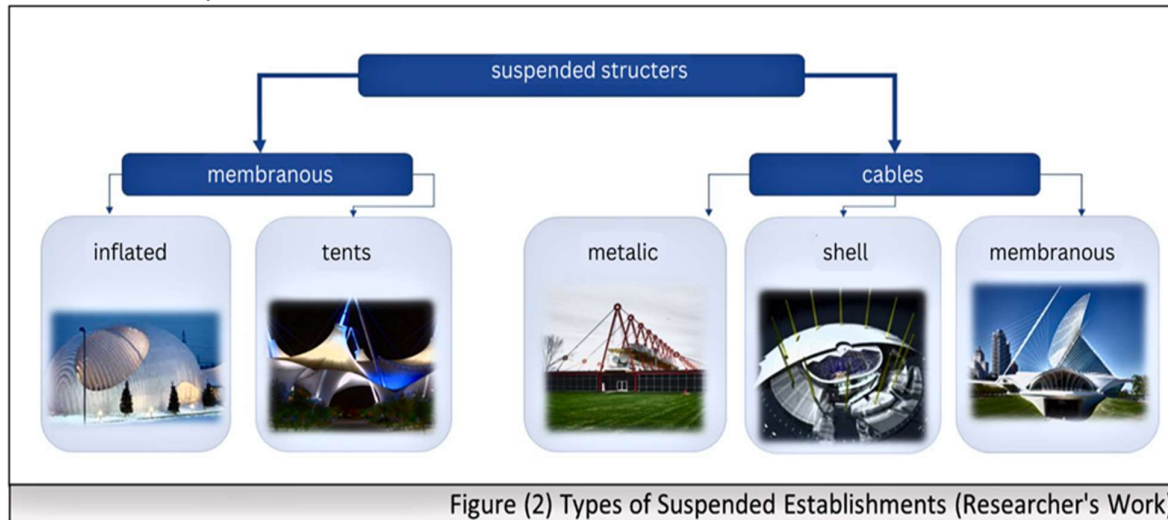 suspended structers
membranous
cables
inflated
tents
metalic
shell
membranous
Figure (2) Types of Suspended Establishments (Researcher's Work)